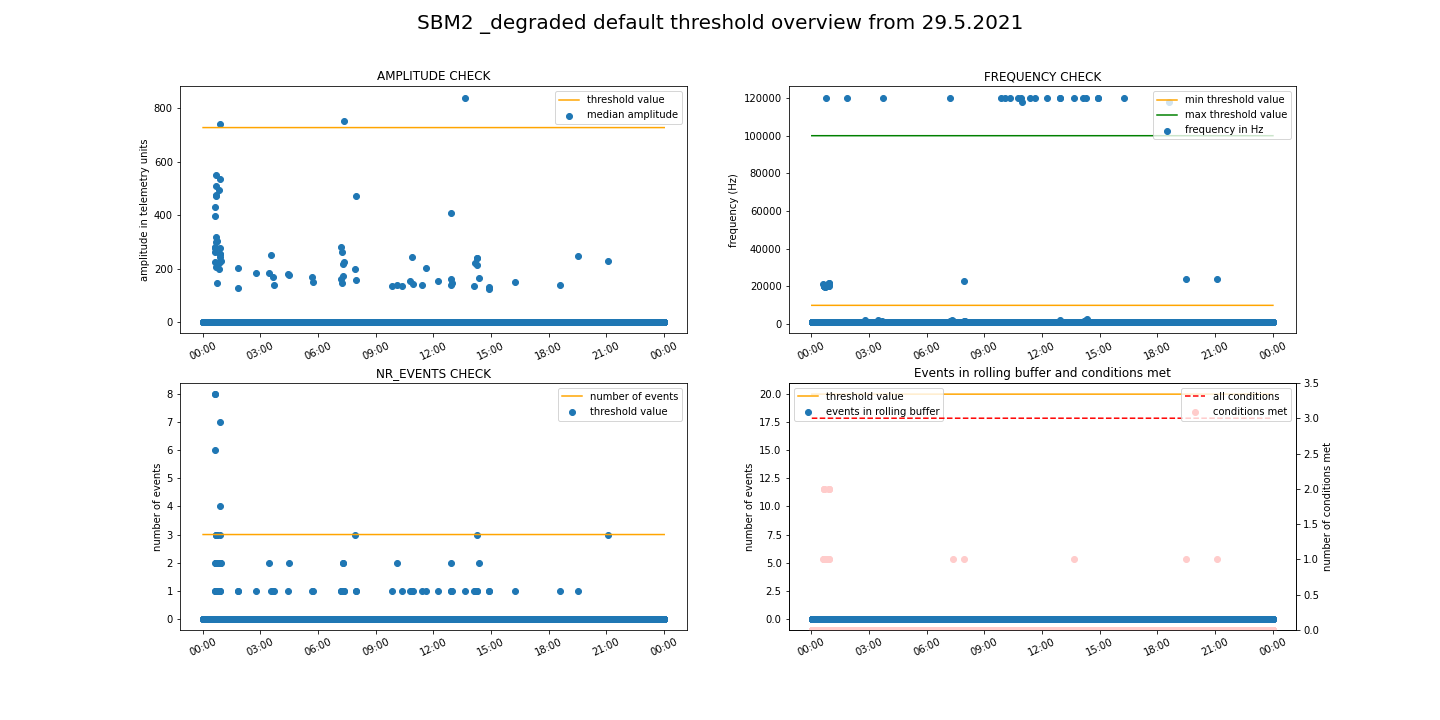 SBM2 _degraded default threshold overview from 29.5.2021
AMPLITUDE CHECK
amplitude in telemetry units
800
600
400
200
0
threshold value
median amplitude
00:00 03:00 06:00 09:00 12:00 15:00 18:00 21:00 00:00
FREQUENCY CHECK
frequency (Hz)
120000
100000
80000
60000
40000
20000
0
min threshold value
max threshold value
frequency in Hz
00:00 03:00 06:00 09:00 12:00 15:00 18:00 21:00 00:00
NR_EVENTS CHECK
number of events
8
7
6
5
4
3
2
1
0
number of events
threshold value
00:00 03:00 06:00 09:00 12:00 15:00 18:00 21:00 00:00
Events in rolling buffer and conditions met
number of events
20.0
17.5
15.0
12.5
10.0
7.5
5.0
2.5
0.0
threshold value
events in rolling buffer
all conditions
conditions met
3.5
3.0
2.5
2.0
1.5
1.0
0.5
0.0
number of conditions met
00:00 03:00 06:00 09:00 12:00 15:00 18:00 21:00 00:00